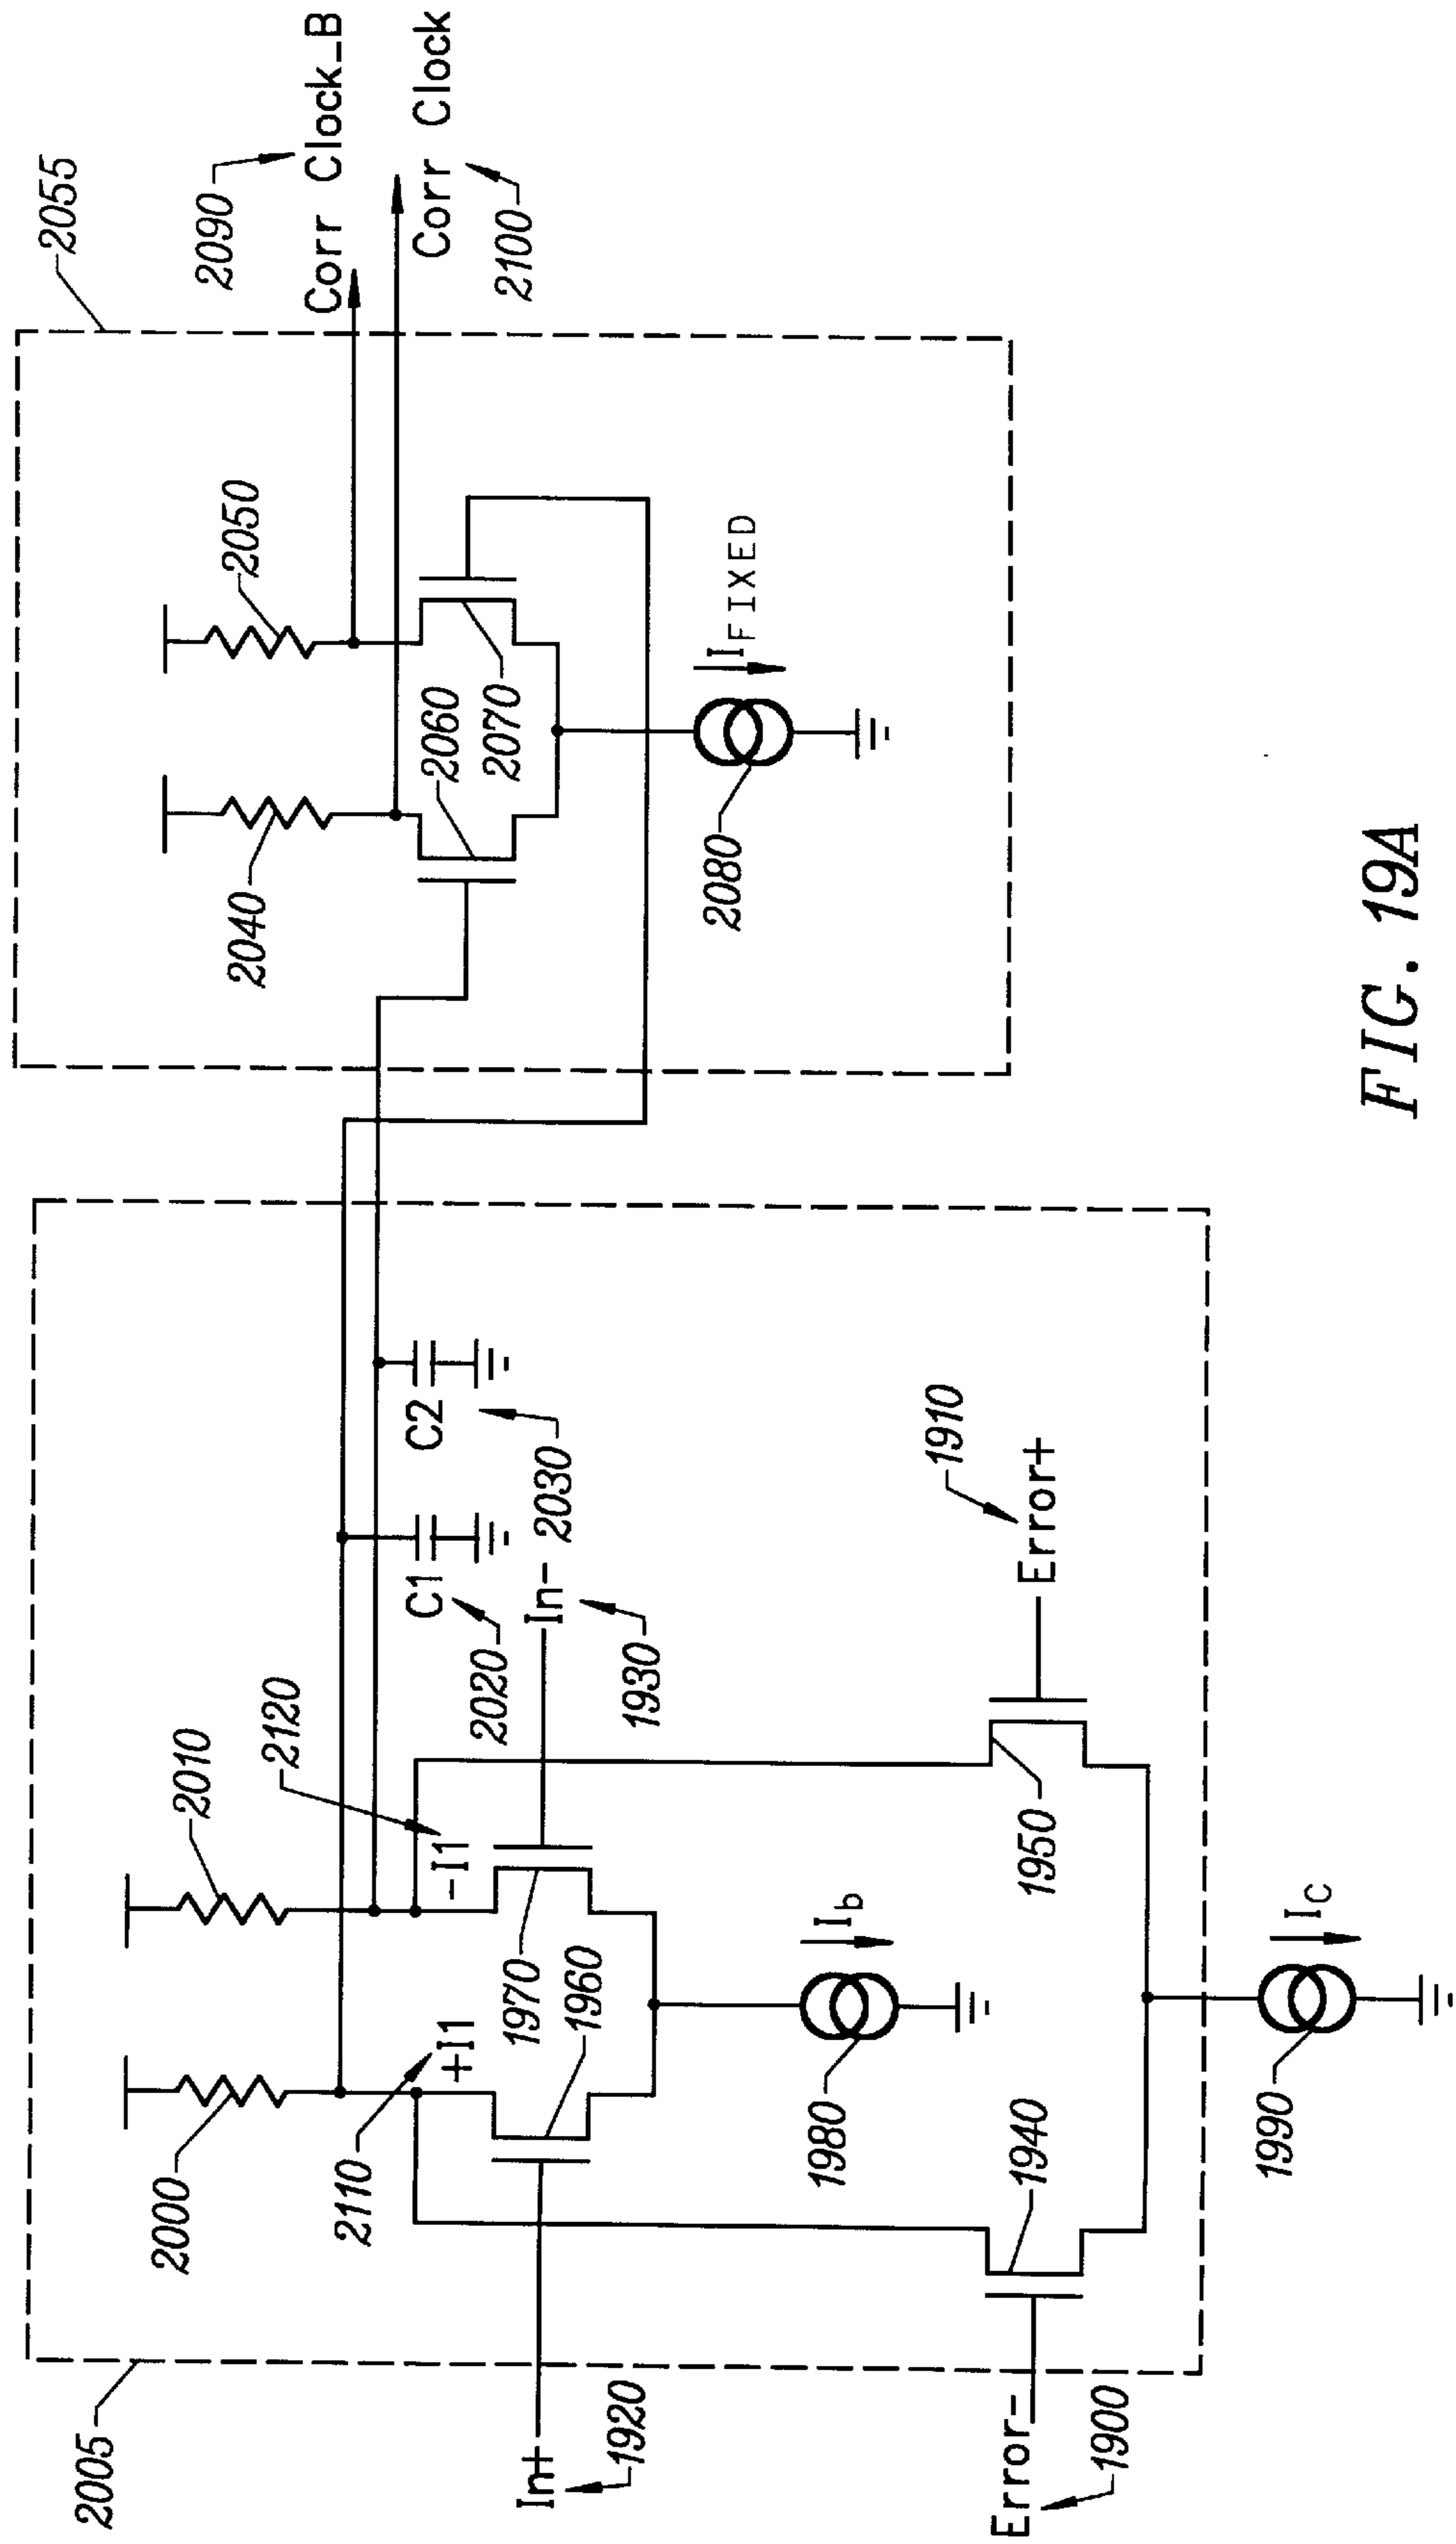 2055
2090
Corr Clock_B
Corr Clock
2100
2050
2040
2060
2070
I FIXED
2080
2005
2010
2120
2000
2110
+I1
-I1
C1
C2
2020
2030
In-
1930
1970
1960
In+
1920
1980
Ib
1910
Error+
1950
1940
Error-
1900
1990
IC
FIG. 19A